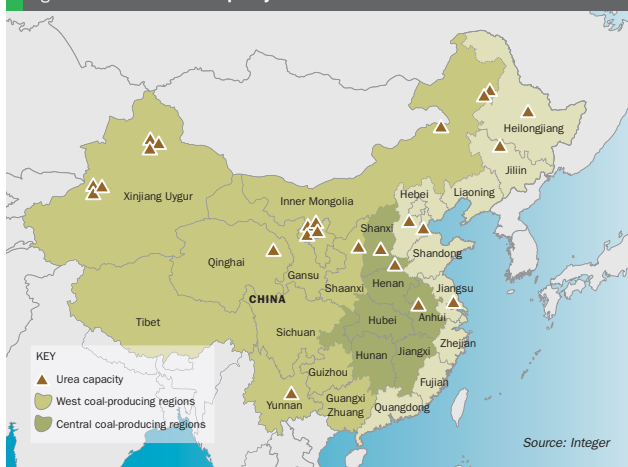 Heilongjiang
Jiliin
Liaoning
Hebei
Inner Mongolia
Xinjiang Uygur
Shanxi
Shandong
Qinghai
Gansu
Shaanxi
Henan
Jiangsu
CHINA
Anhui
Tibet
Sichuan
Hubei
Zhejian
Hunan
Jiangxi
Guizhou
Fujian
Yunnan
Guangxi
Zhuang
Quangdong
KEY
Urea capacity
West coal-producing regions
Central coal-producing regions
Source: Integer